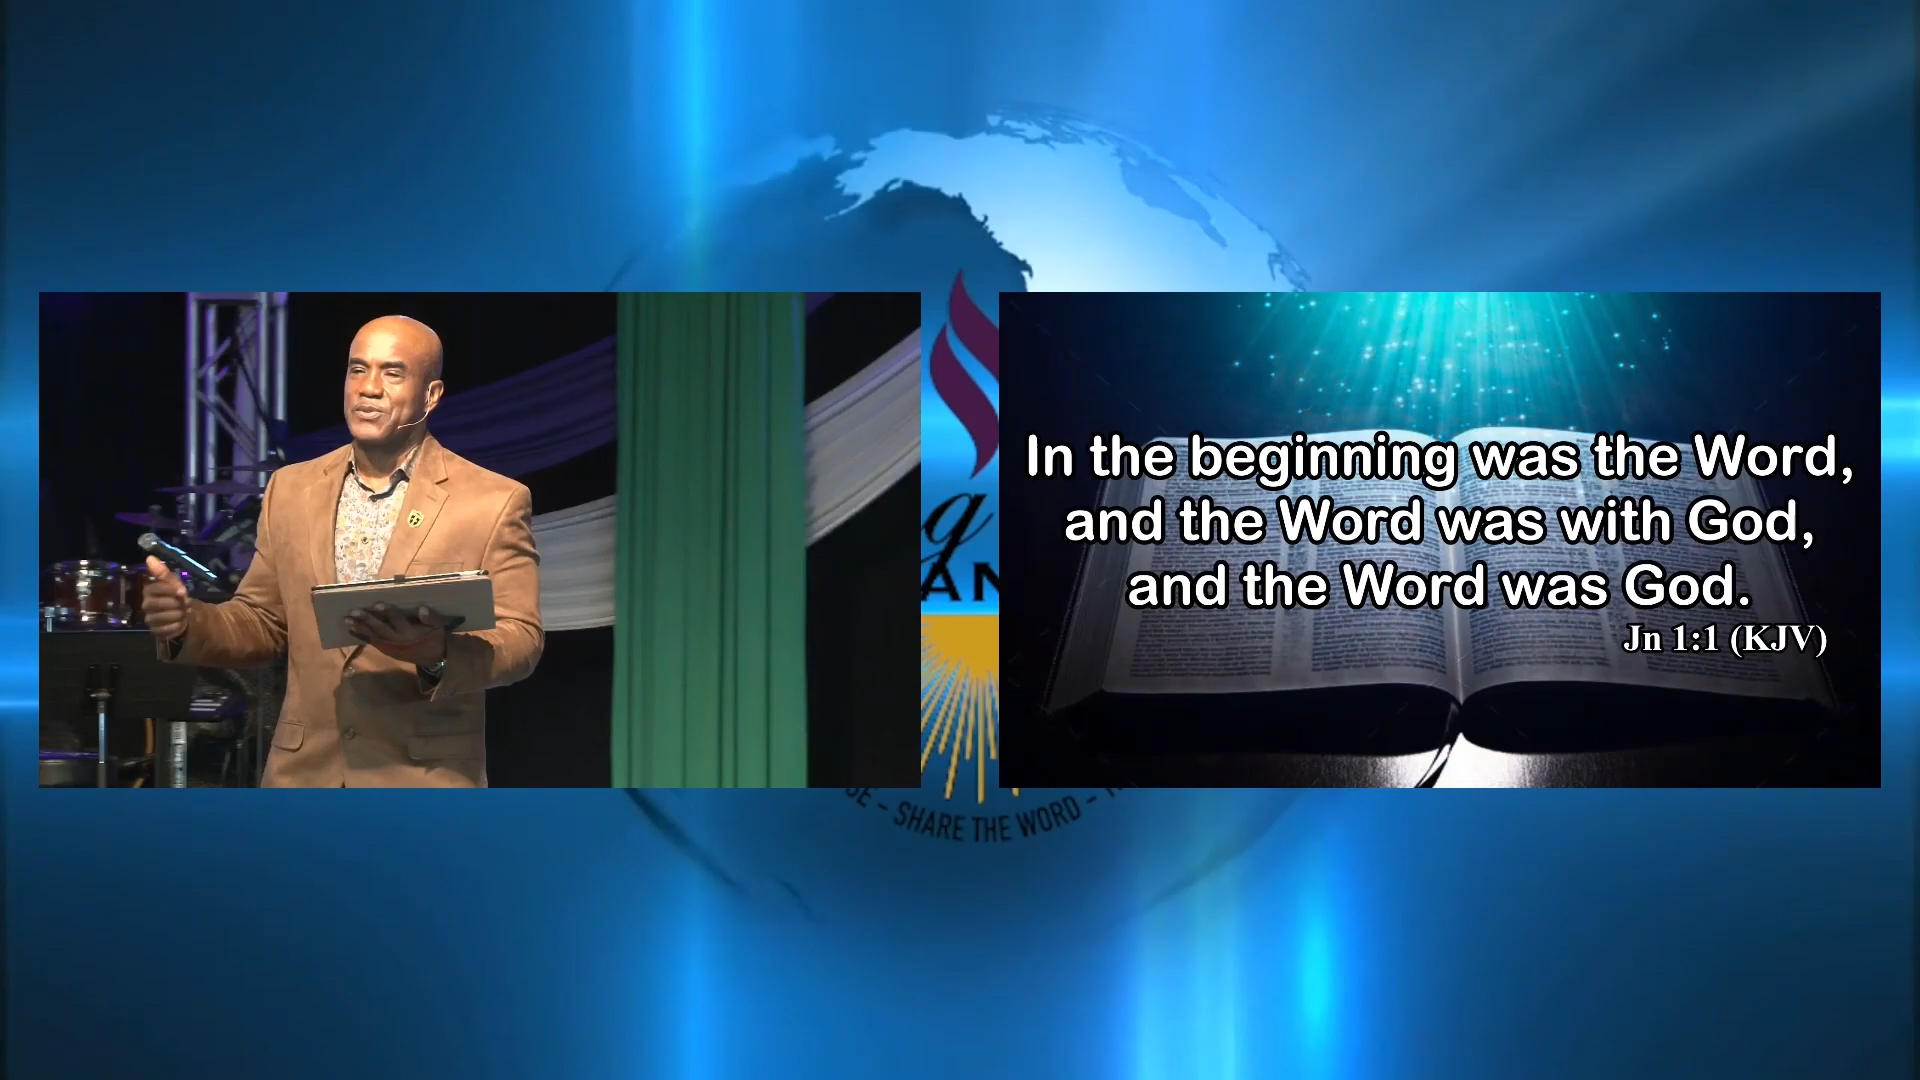 In the beginning was the Word,
and the Word was with God,
and the Word was God.
Jn 1:1 (KJV)
- SHARE THE WORD -